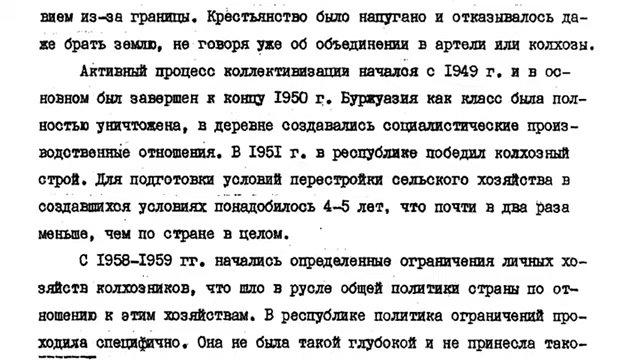 вием из-за границы. Крестьянство было напугано и отказывалось да-
же брать землю, не говоря уже об объединении в артели или колхозы.
Активный процесс коллективизации начался с 1949 г. и в ос-
новном был завершен к концу 1950 г. Буржуазия как класс была пол-
ностью уничтожена, в деревне создавались социалистические произ-
водственные отношения. В 1951 г. в республике победил колхозный
строй. Для подготовки условий перестройки сельского хозяйства в
создавшихся условиях понадобилось 4-5 лет, что почти в два раза
меньше, чем по стране в целом.
С 1958-1959 гг. начались определенные ограничения личных хо-
зяйств колхозников, что шло в русле общей политики страны по от-
ношению к этим хозяйствам. В республике политика ограничений про-
ходила специфично. Она не была такой глубокой и не принесла тако-